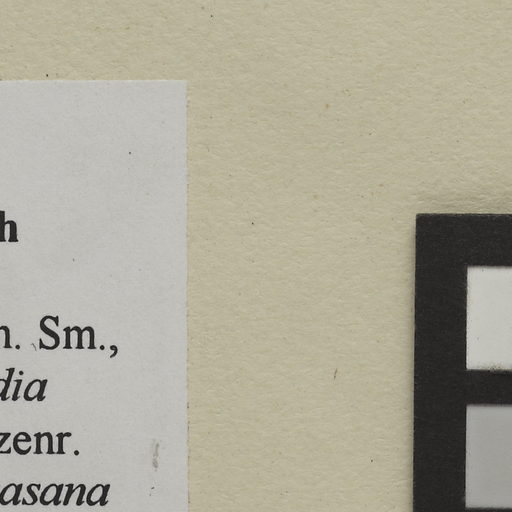 h
n. Sm.,
dia
zenr.
asana